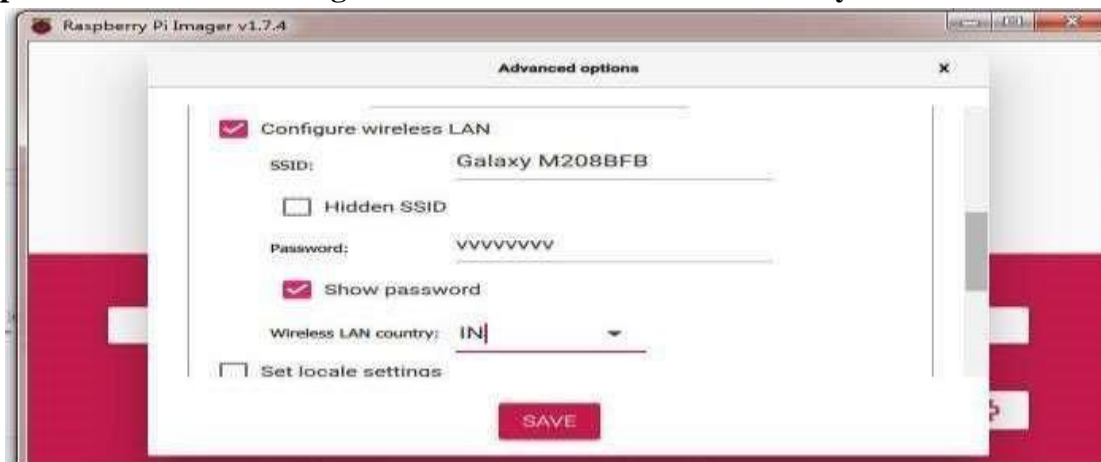 Raspberry Pi Imager v1.7.4
Advanced options
Configure wireless LAN
SSID: Galaxy M208BFB
Hidden SSID
Password: vvvvvvvv
Show password
Wireless LAN country: IN
Set locale settings
SAVE